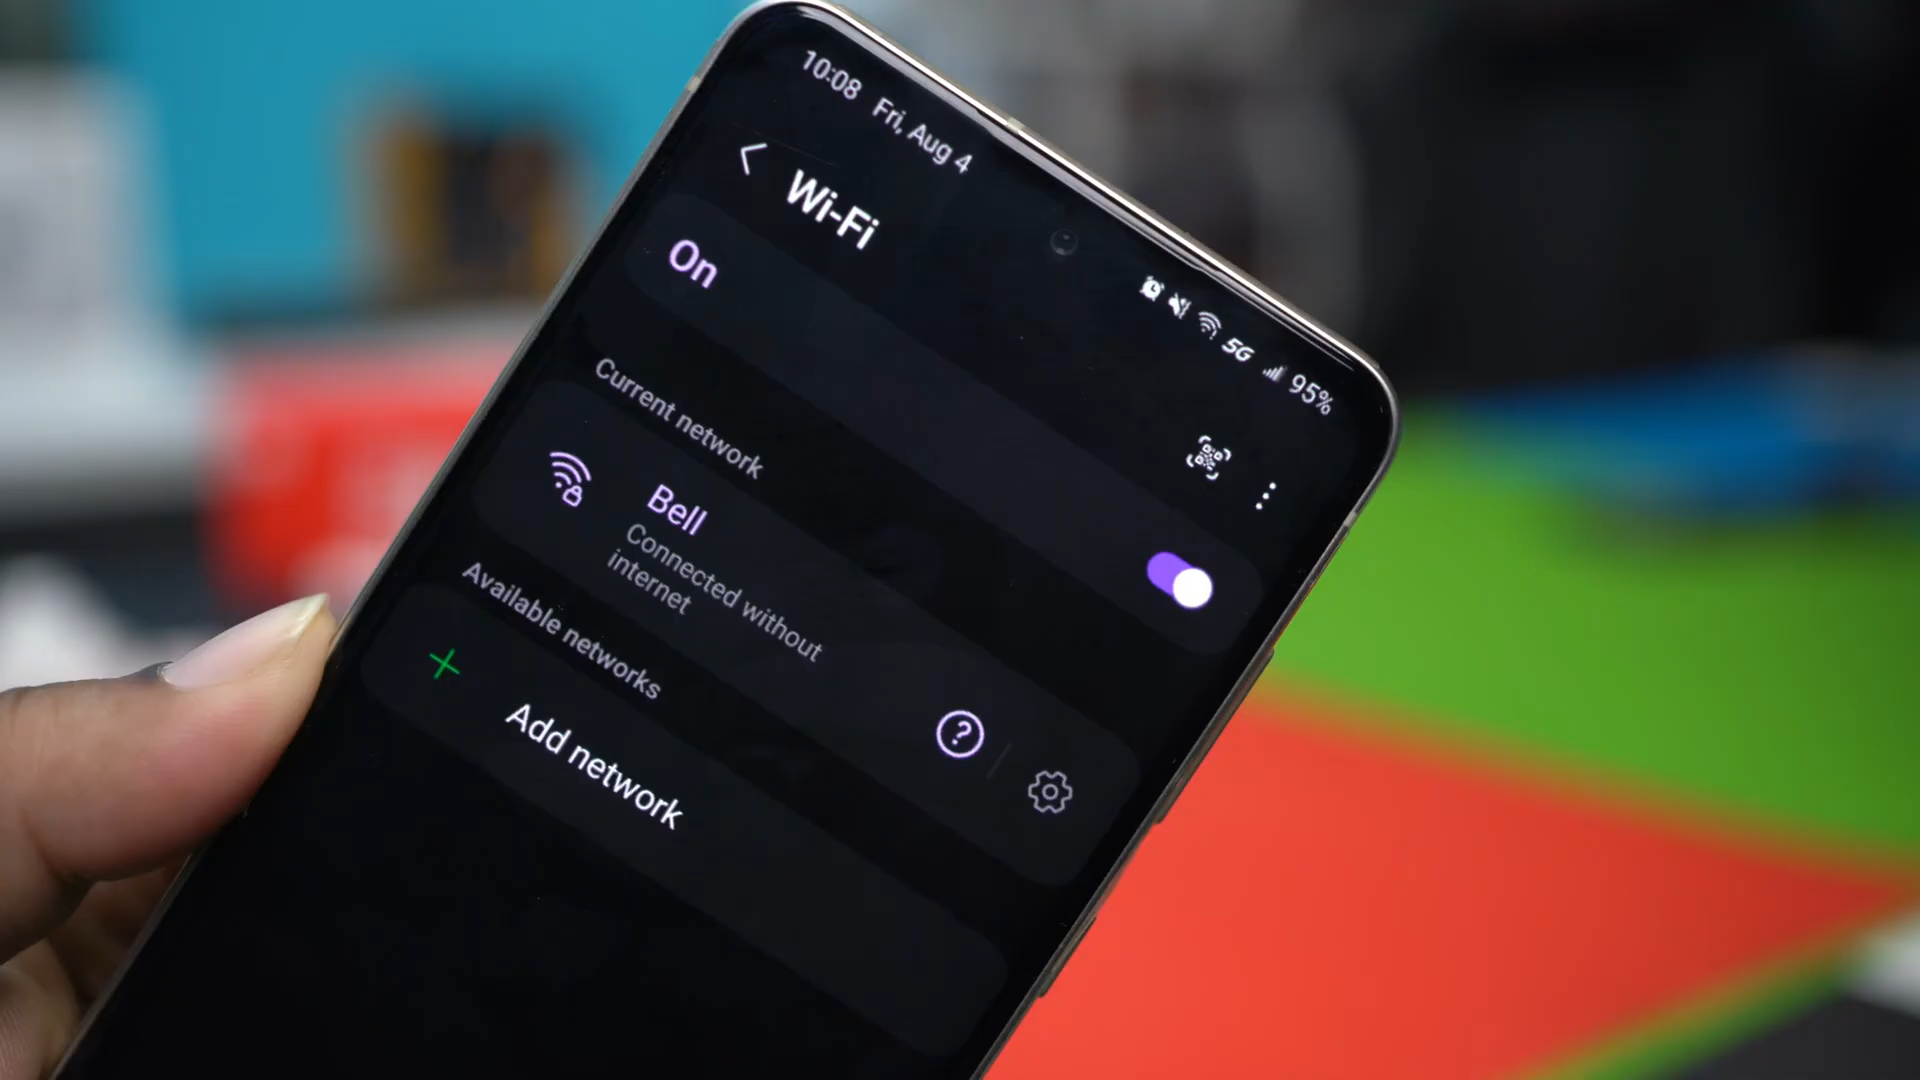 10:08 Fri, Aug 4
5G 95%
Wi-Fi
On
Current network
Bell
Connected without
internet
?
Available networks
Add network